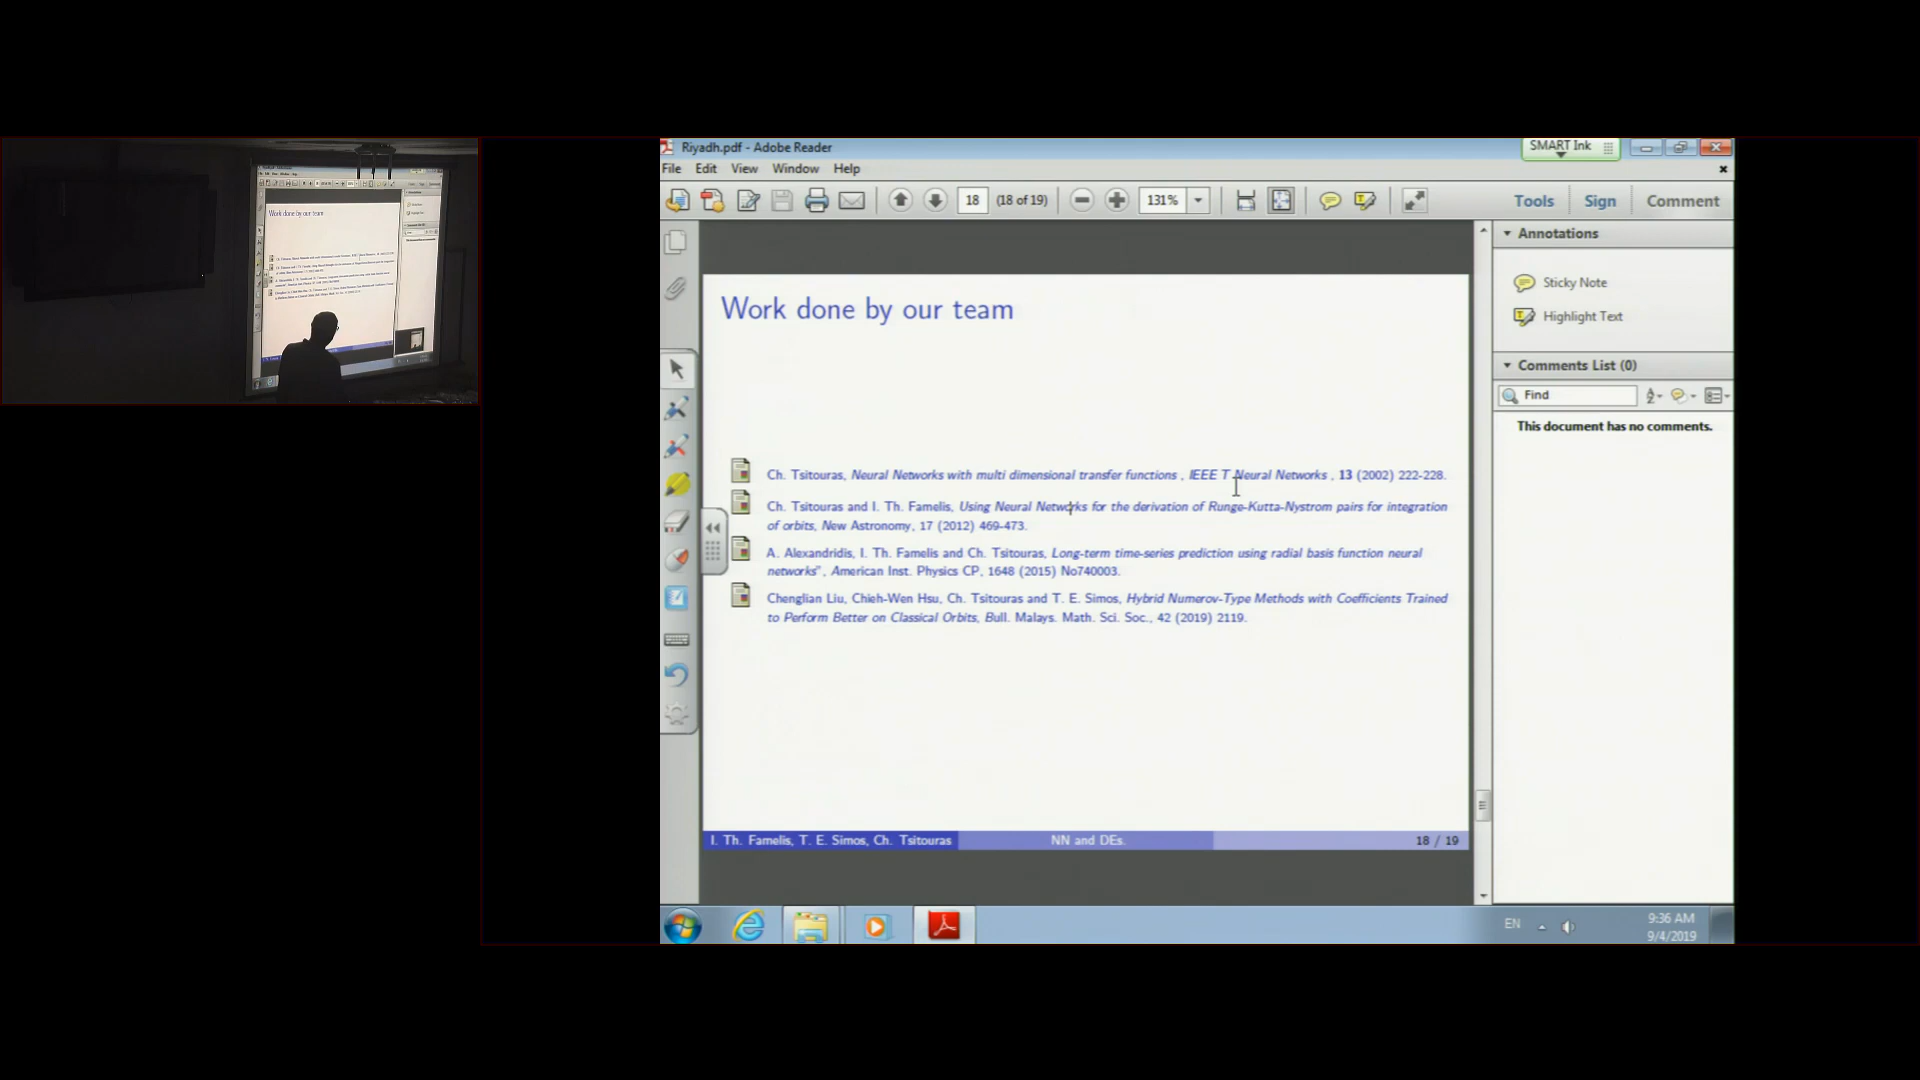 Work done by our team
Riyadh.pdf - Adobe Reader
SMART Ink
File Edit View Window Help
18 (18 of 19) 131% Tools Sign Comment
Annotations
Sticky Note
Highlight Text
Comments List (0)
Find
This document has no comments.
Work done by our team
Ch. Tsitouras, Neural Networks with multi dimensional transfer functions , IEEE T Neural Networks , 13 (2002) 222-228.
Ch. Tsitouras and I. Th. Famelis, Using Neural Networks for the derivation of Runge-Kutta-Nystrom pairs for integration
of orbits, New Astronomy, 17 (2012) 469-473.
A. Alexandridis, I. Th. Famelis and Ch. Tsitouras, Long-term time-series prediction using radial basis function neural
networks", American Inst. Physics CP, 1648 (2015) No740003.
Chenglian Liu, Chieh-Wen Hsu, Ch. Tsitouras and T. E. Simos, Hybrid Numerov-Type Methods with Coefficients Trained
to Perform Better on Classical Orbits, Bull. Malays. Math. Sci. Soc., 42 (2019) 2119.
I. Th. Famelis, T. E. Simos, Ch. Tsitouras NN and DEs. 18 / 19
EN 9:36 AM
9/4/2019